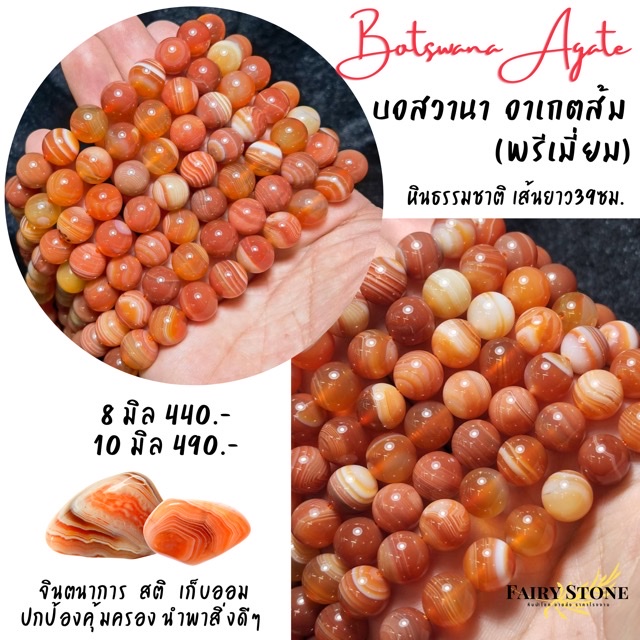 Botswana Agate
บอสวานา อาเกตส้ม
(พรีเมี่ยม)
หินธรรมชาติ เส้นยาว39ซม.
8 มิล 440.-
10 มิล 490.-
จินตนาการ สติ เก็บออม
ปกป้องคุ้มครอง นำพาสิ่งดีๆ
FAIRY STONE